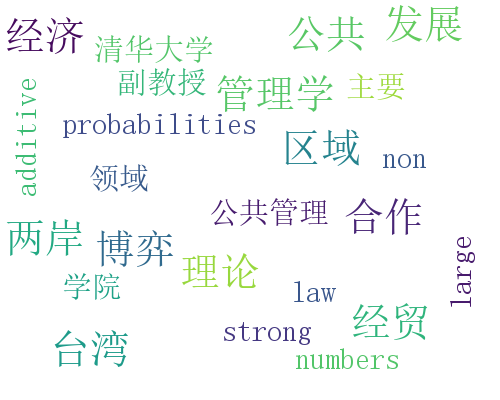 经济
清华大学
公共
发展
副教授
管理学
主要
additive
probabilities
区域
non
领域
公共管理
合作
两岸
博弈
理论
large
学院
law
经贸
台湾
strong
numbers